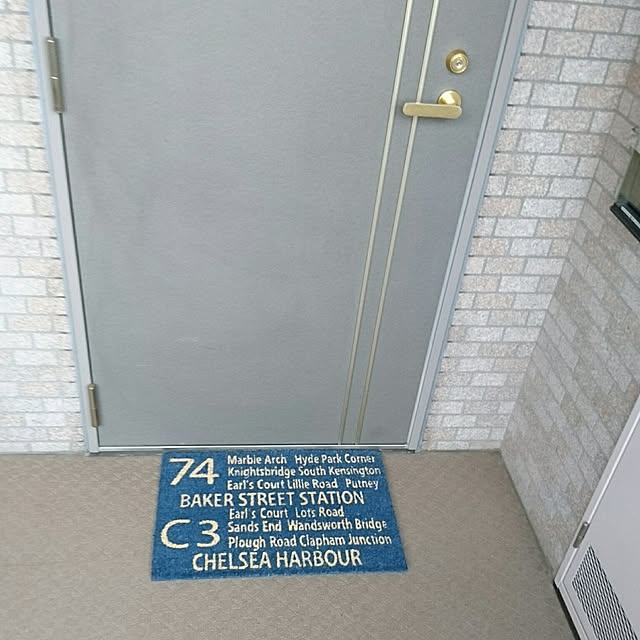 74 Marble Arch Hyde Park Corner
Knightsbridge South Kensington
Earl's Court Lillie Road Putney
BAKER STREET STATION
Earl's Court Lots Road
C3 Sands End Wandsworth Bridge
Plough Road Clapham Junction
CHELSEA HARBOUR